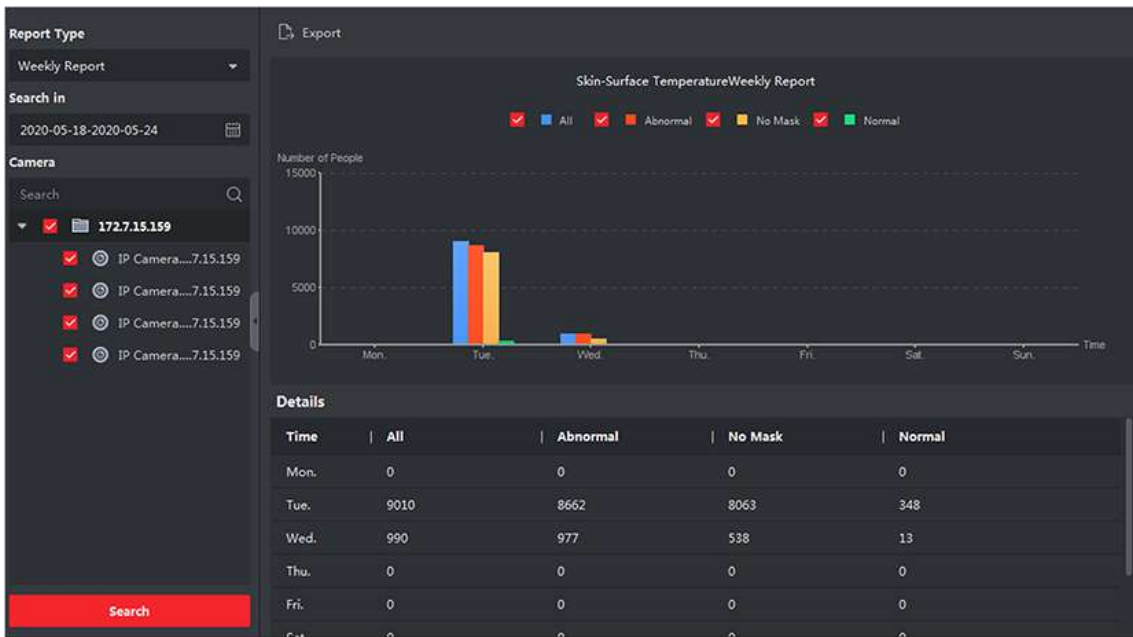 Report Type
Weekly Report
Search in
2020-05-18-2020-05-24
Camera
Search
172.7.15.159
IP Camera....7.15.159
IP Camera....7.15.159
IP Camera....7.15.159
IP Camera....7.15.159
Search
Export
Skin-Surface TemperatureWeekly Report
All Abnormal No Mask Normal
Number of People
15000
10000
5000
0
Mon. Tue. Wed. Thu. Fri. Sat. Sun. Time
Details
Time | All | Abnormal | No Mask | Normal
Mon. 0 0 0 0
Tue. 9010 8662 8063 348
Wed. 990 977 538 13
Thu. 0 0 0 0
Fri. 0 0 0 0
Sat. 0 0 0 0